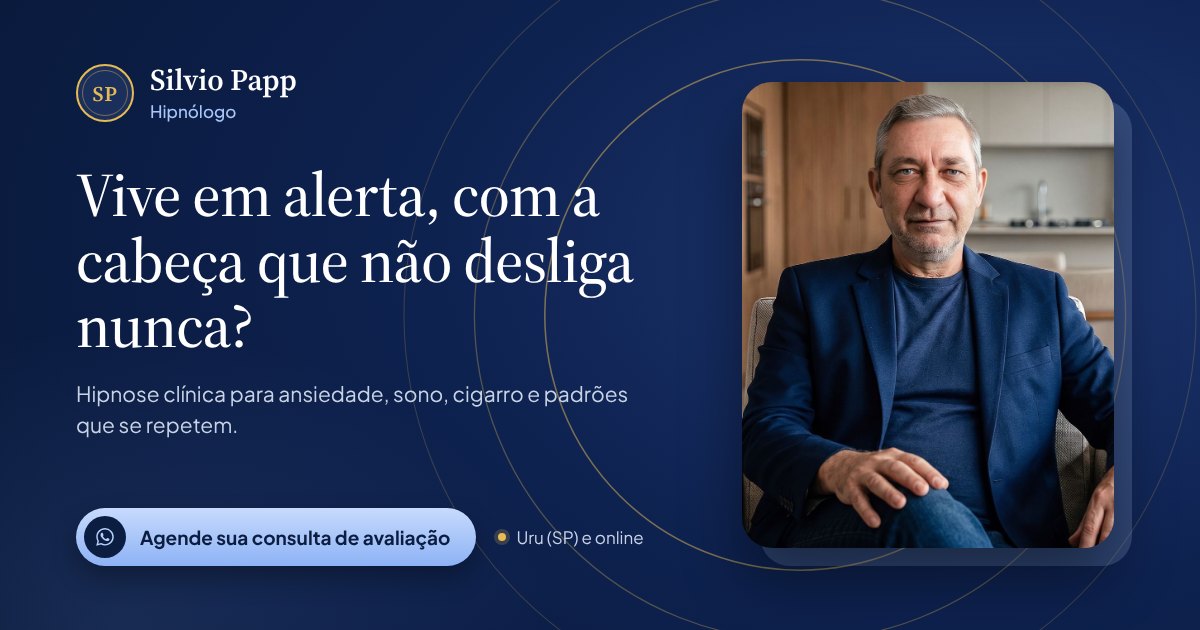 SP
Silvio Papp
Hipnólogo
Vive em alerta, com a
cabeça que não desliga
nunca?
Hipnose clínica para ansiedade, sono, cigarro e padrões
que se repetem.
Agende sua consulta de avaliação
Uru (SP) e online